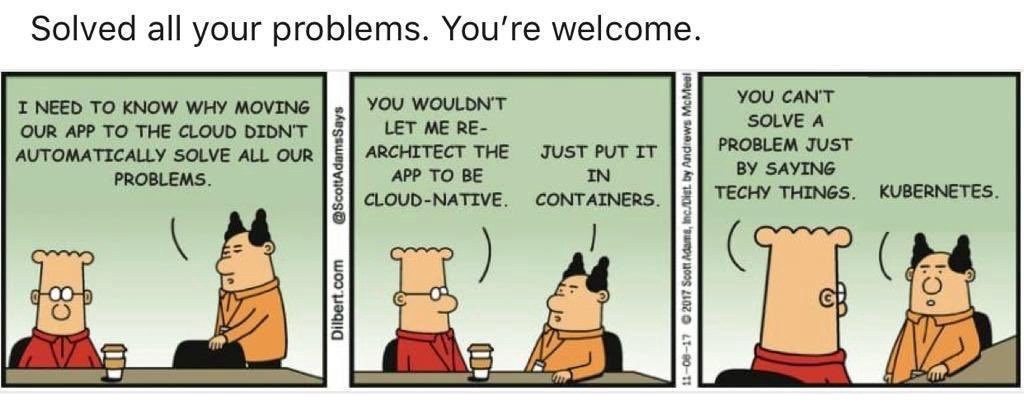 Solved all your problems. You’re welcome.
I NEED TO KNOW WHY MOVING
OUR APP TO THE CLOUD DIDN'T
AUTOMATICALLY SOLVE ALL OUR
PROBLEMS.
Dilbert.com @ScottAdamsSays
YOU WOULDN'T
LET ME RE-
ARCHITECT THE
APP TO BE
CLOUD-NATIVE.
JUST PUT IT
IN
CONTAINERS.
11-08-17 © 2017 Scott Adams, Inc./Dist. by Andrews McMeel
YOU CAN'T
SOLVE A
PROBLEM JUST
BY SAYING
TECHY THINGS.
KUBERNETES.